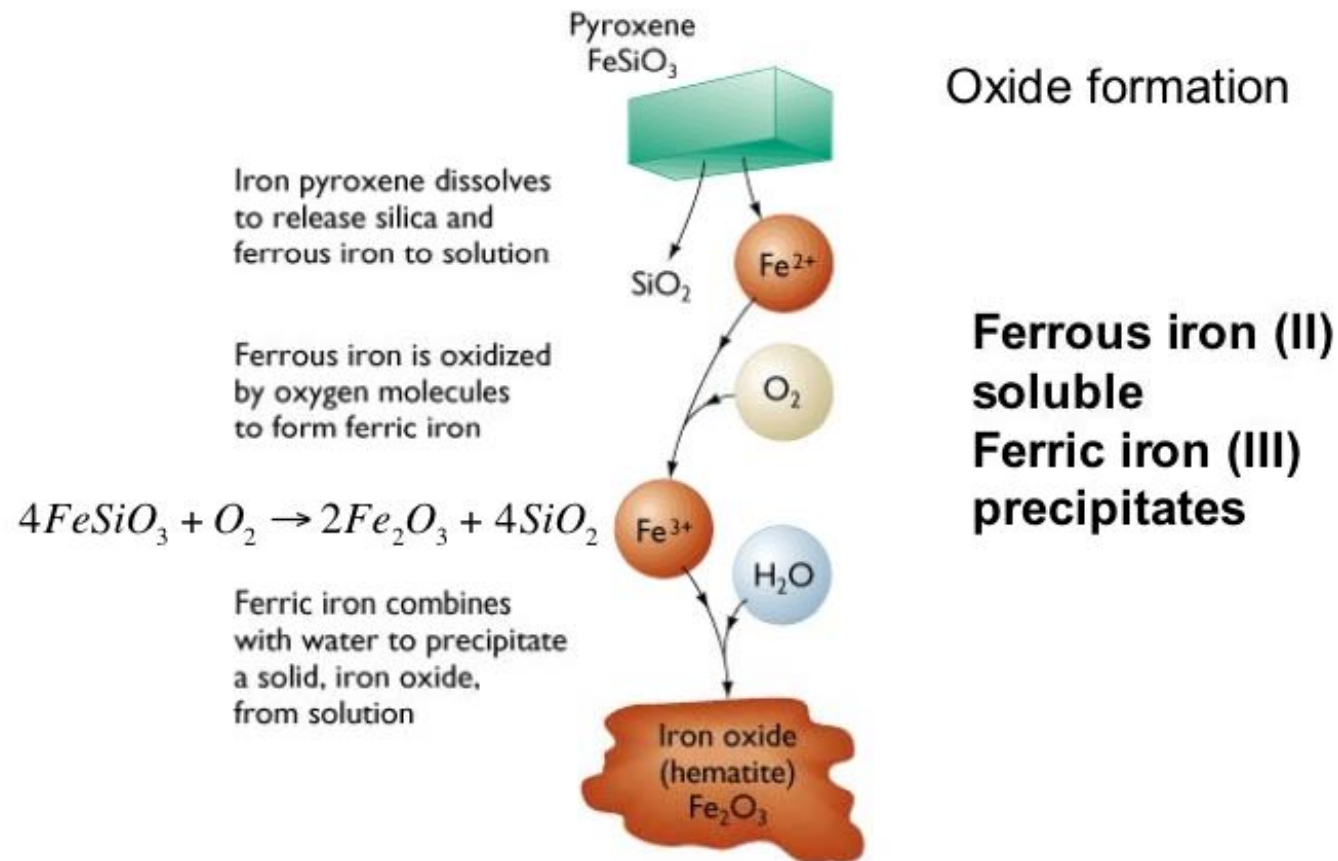 Pyroxene
FeSiO₃
Oxide formation
Iron pyroxene dissolves
to release silica and
ferrous iron to solution
SiO₂
Fe²⁺
Ferrous iron is oxidized
by oxygen molecules
to form ferric iron
O₂
Ferrous iron (II)
soluble
Ferric iron (III)
precipitates
4FeSiO₃ + O₂ → 2Fe₂O₃ + 4SiO₂
Fe³⁺
H₂O
Ferric iron combines
with water to precipitate
a solid, iron oxide,
from solution
Iron oxide
(hematite)
Fe₂O₃